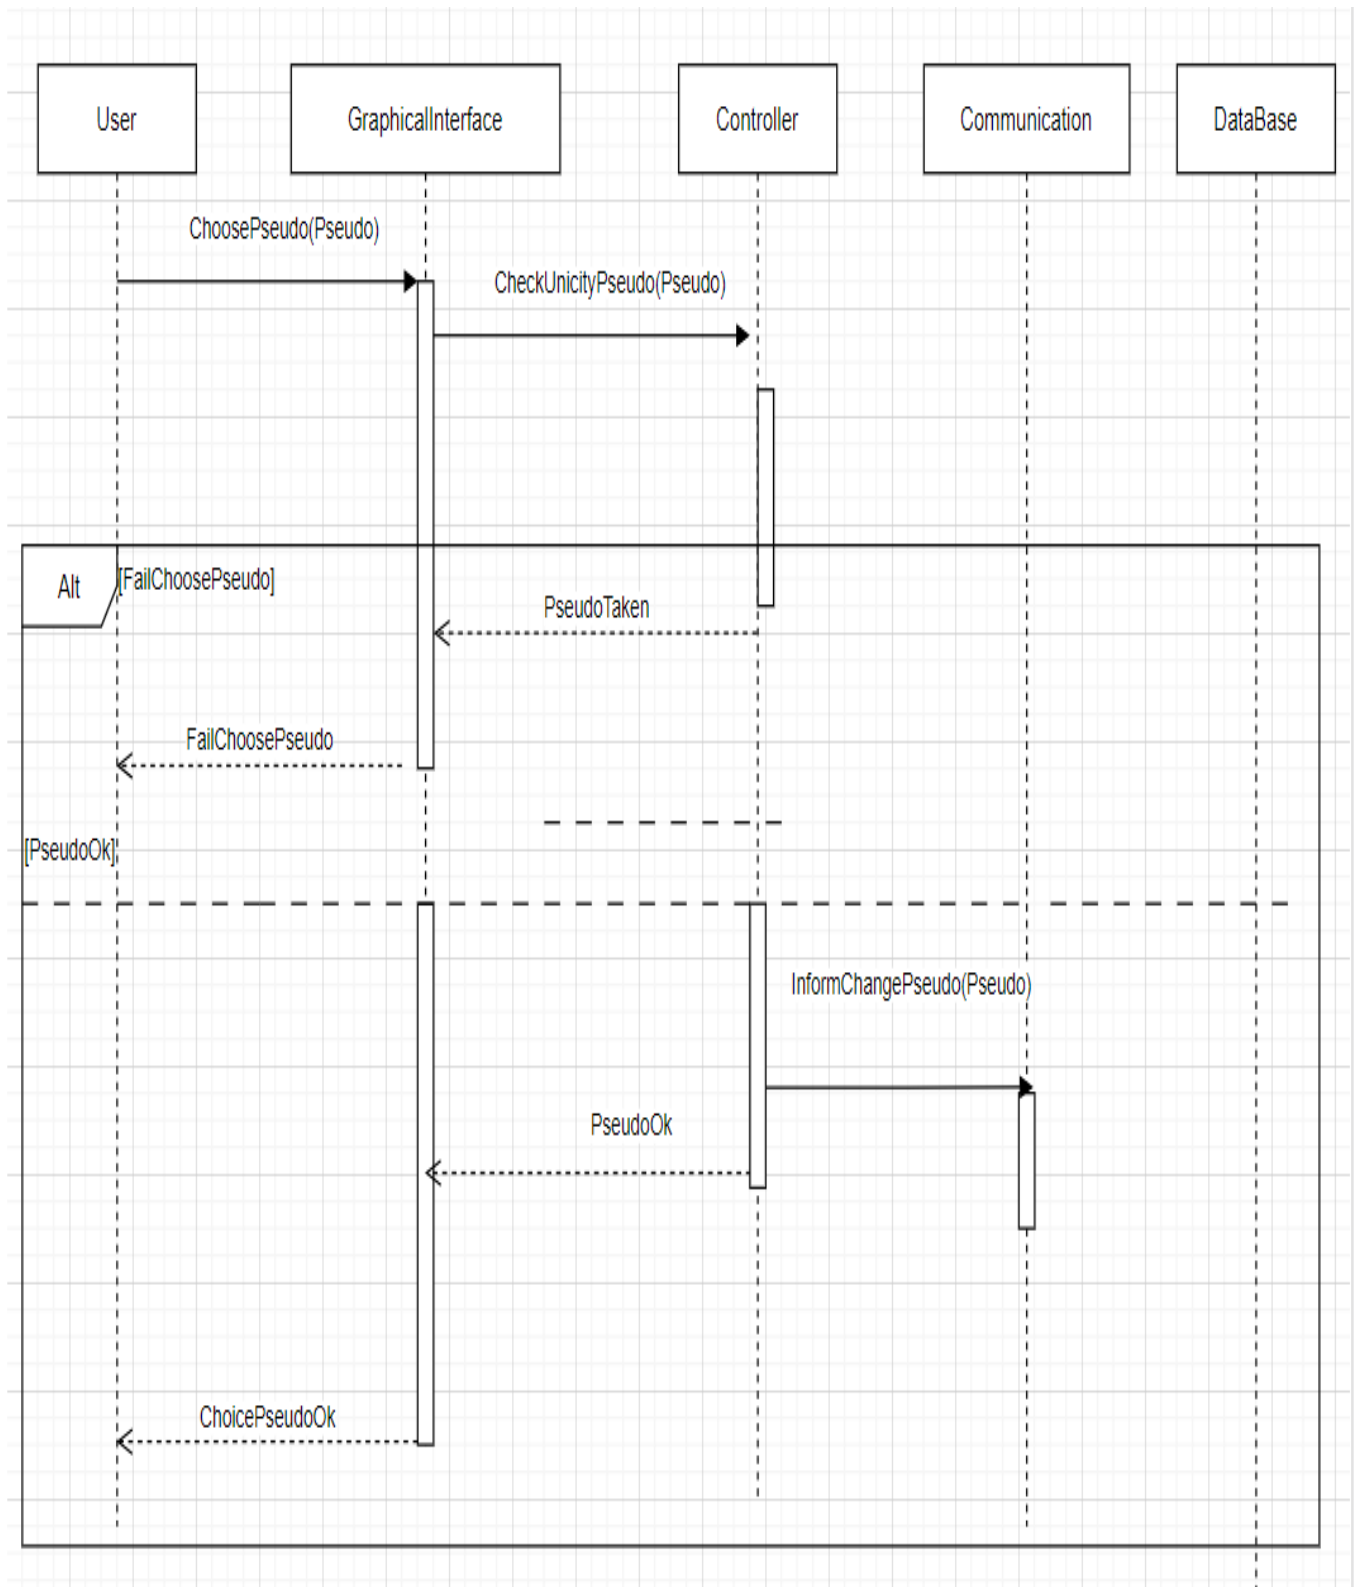 User
GraphicalInterface
Controller
Communication
DataBase
ChoosePseudo(Pseudo)
CheckUnicityPseudo(Pseudo)
Alt
[FailChoosePseudo]
PseudoTaken
FailChoosePseudo
[PseudoOk]
InformChangePseudo(Pseudo)
PseudoOk
ChoicePseudoOk